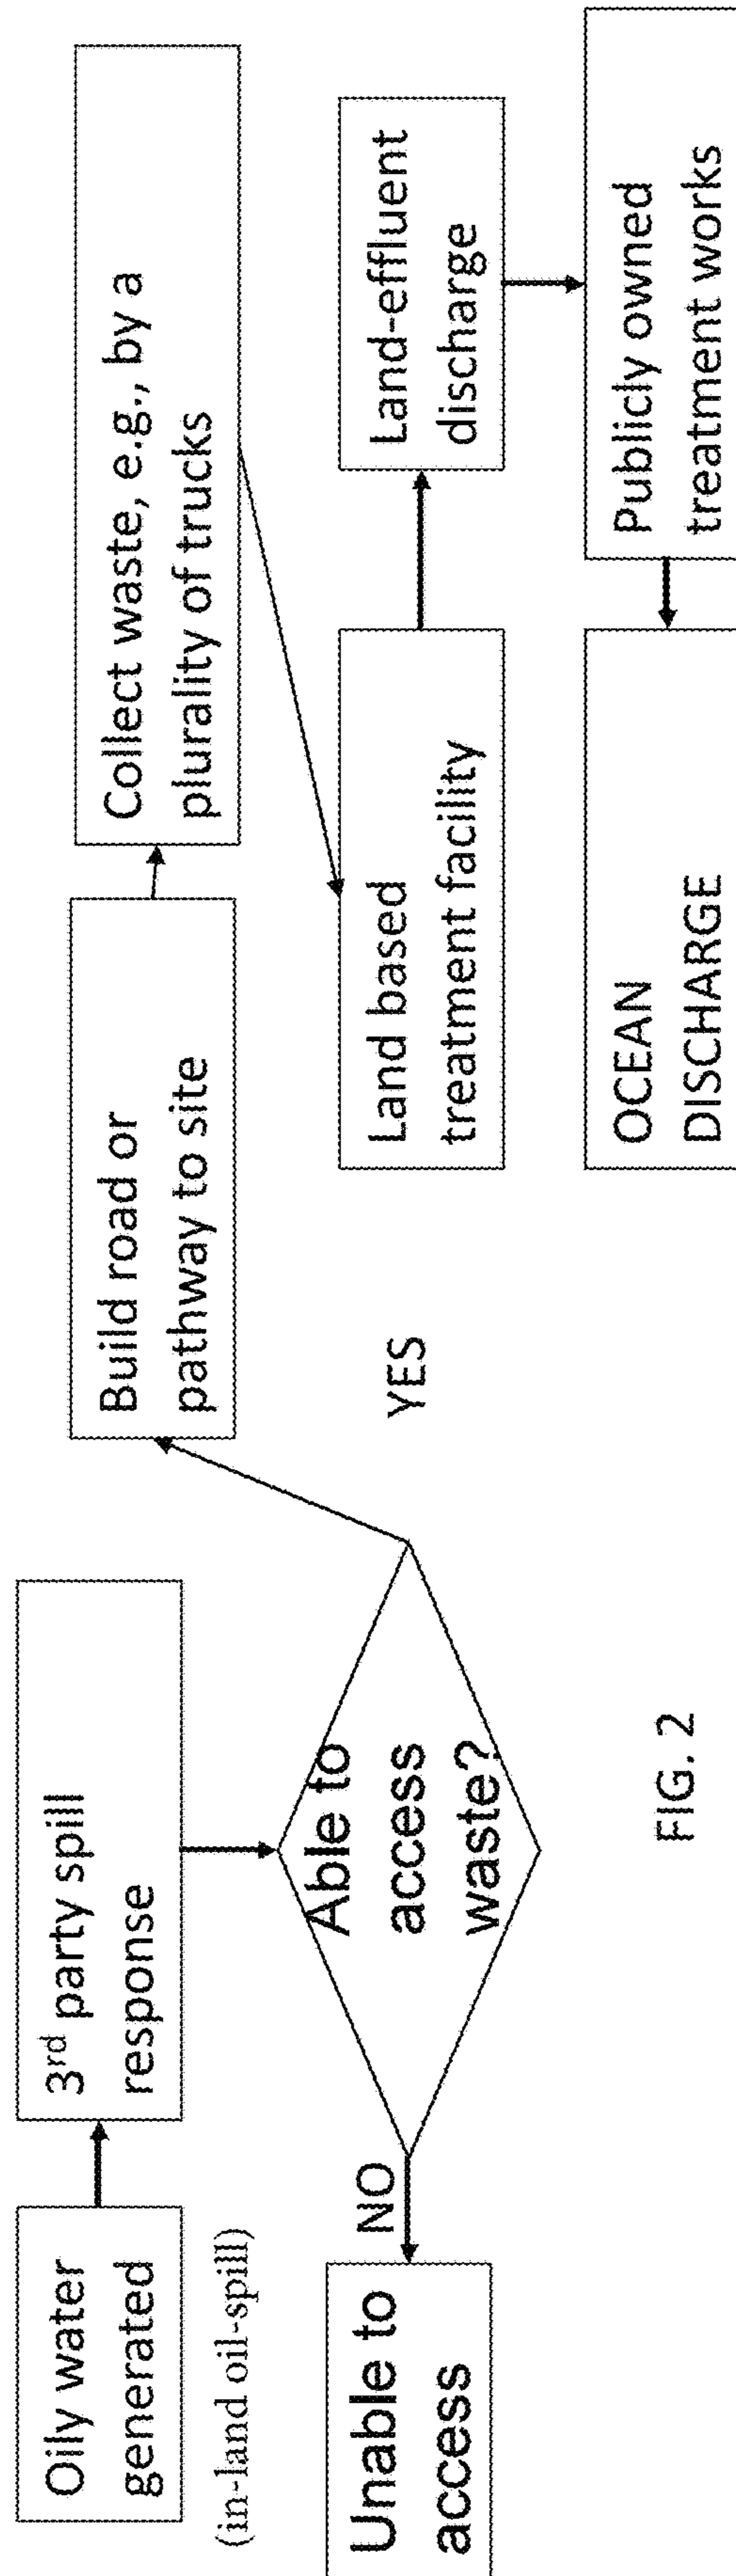 Oily water
generated
(in-land oil-spill)
3rd party spill
response
Able to
access
waste?
NO
Unable to
access
YES
Build road or
pathway to site
Collect waste, e.g., by a
plurality of trucks
Land based
treatment facility
Land-effluent
discharge
Publicly owned
treatment works
OCEAN
DISCHARGE
FIG. 2